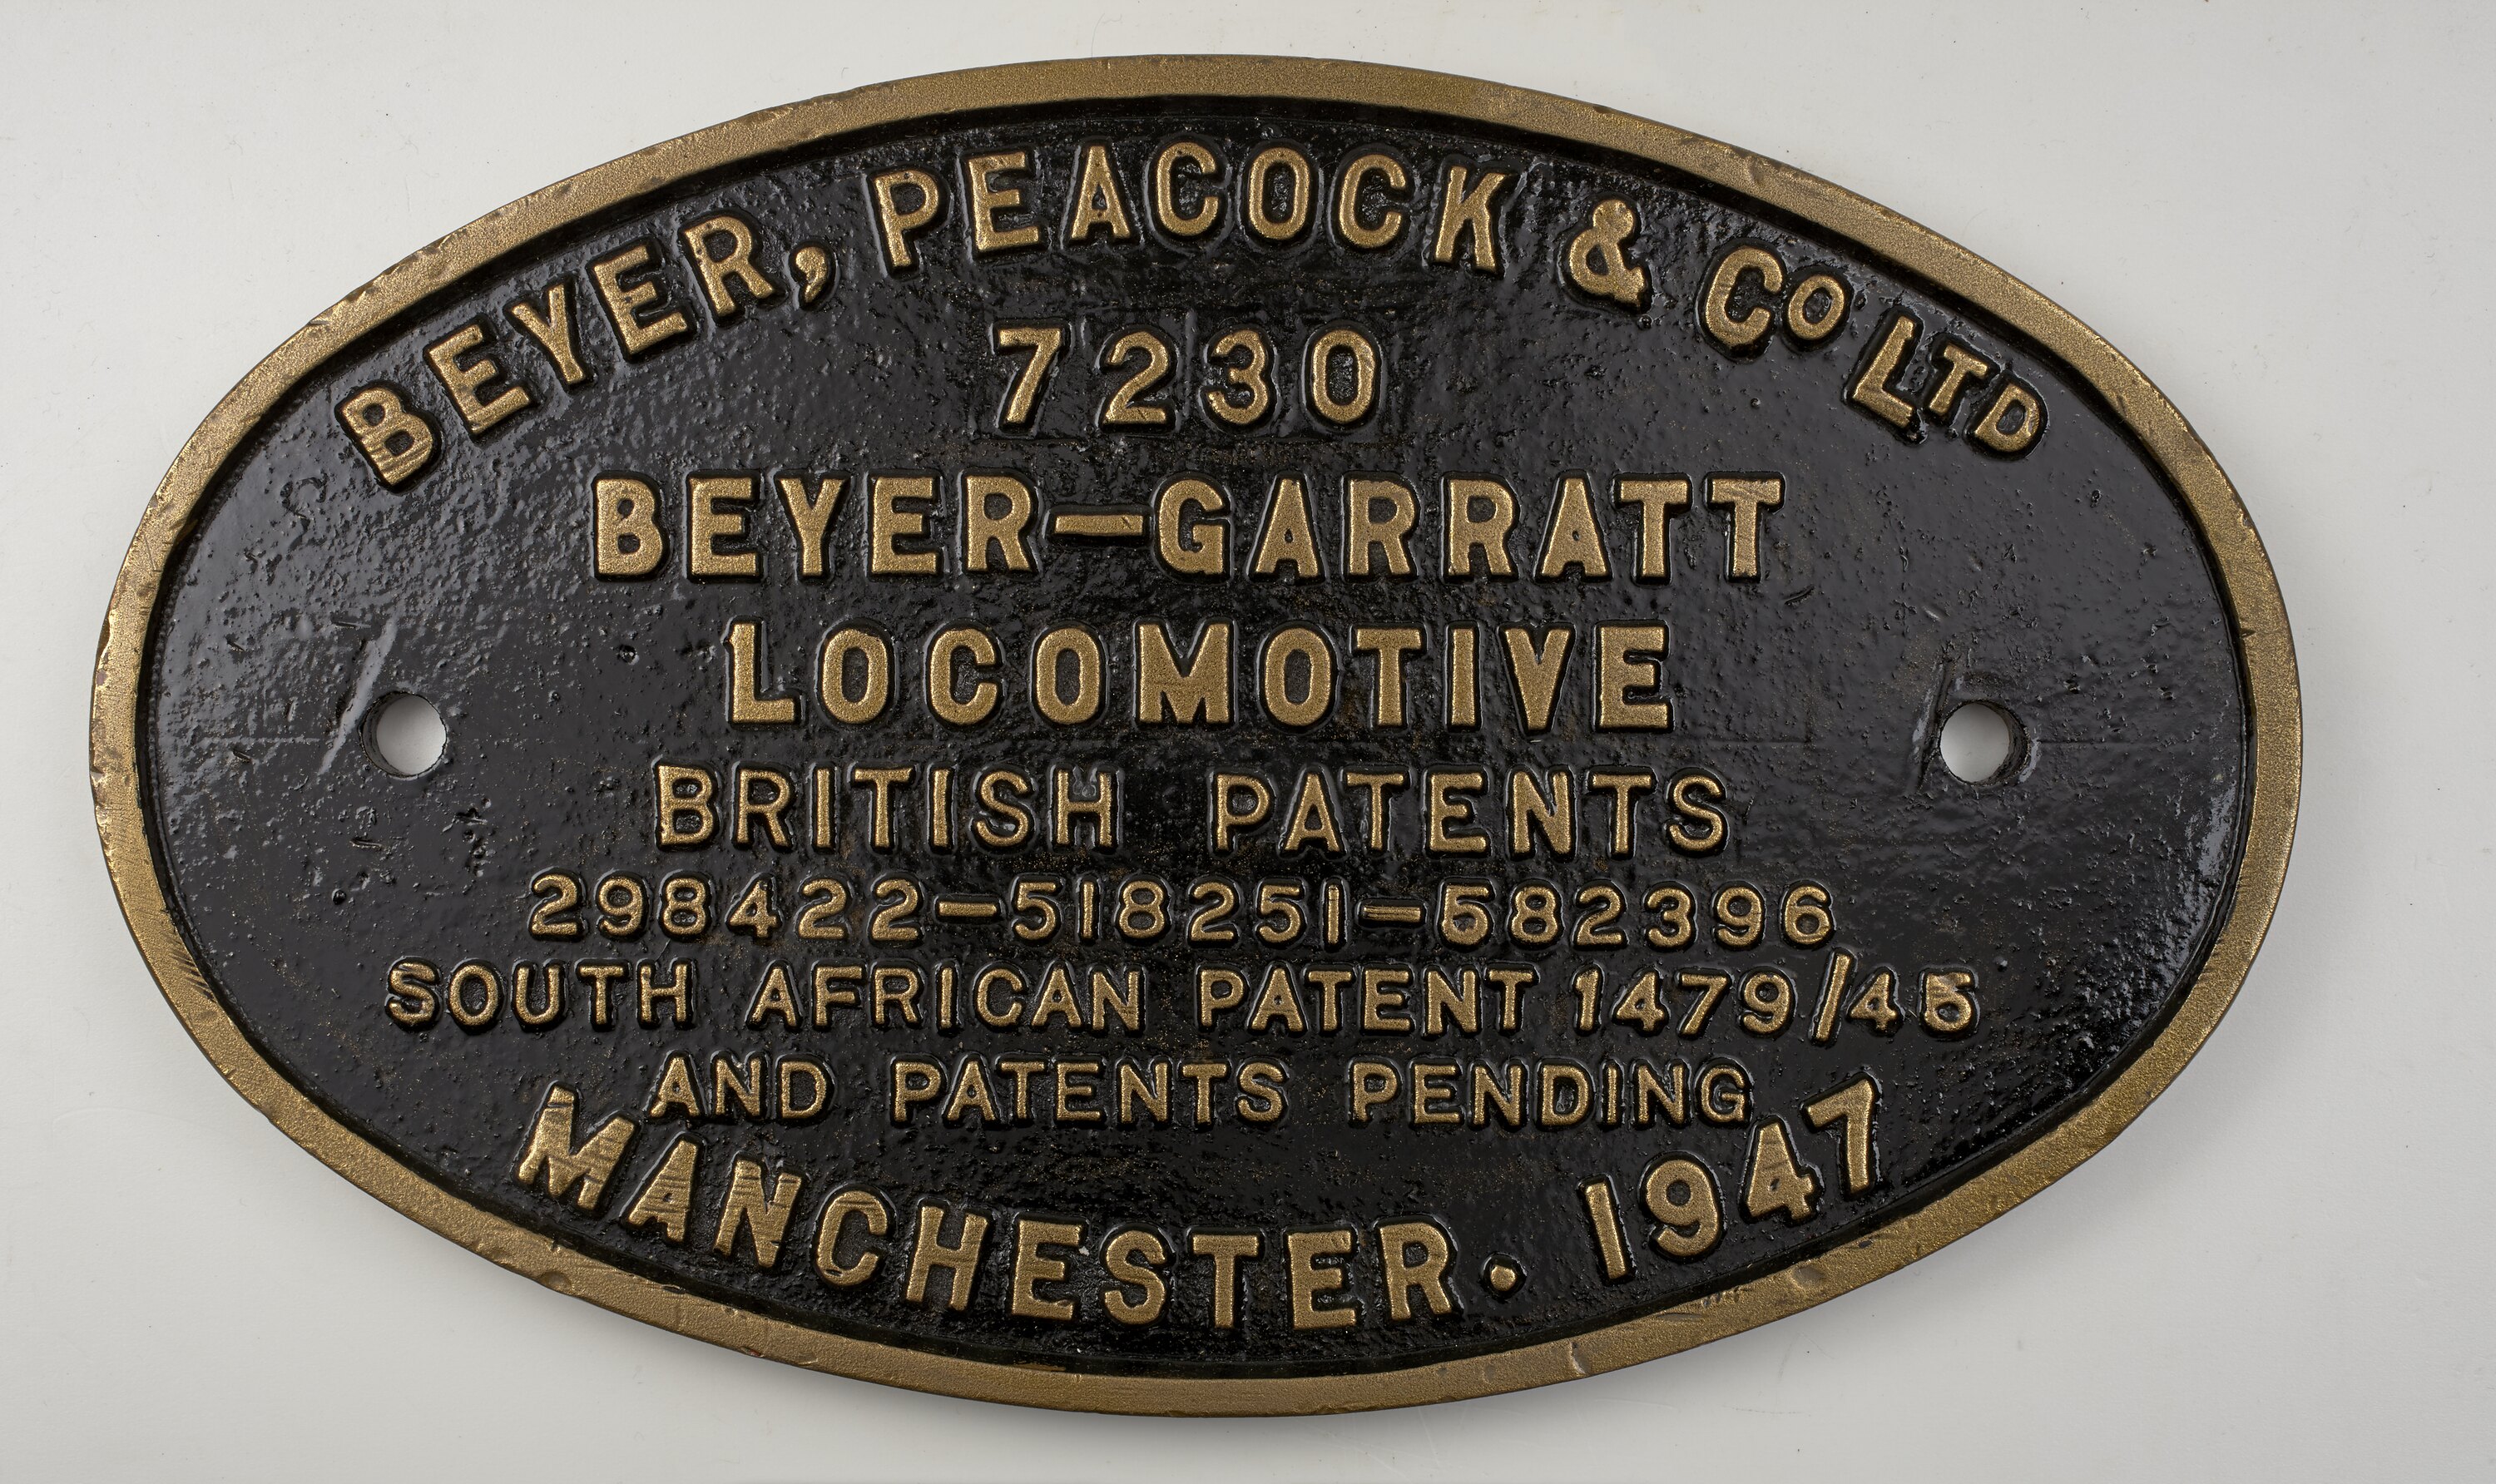 BEYER, PEACOCK & CO LTD
7230
BEYER—GARRATT
LOCOMOTIVE
BRITISH PATENTS
298422—518251—582396
SOUTH AFRICAN PATENT 1479/45
AND PATENTS PENDING
MANCHESTER. 1947